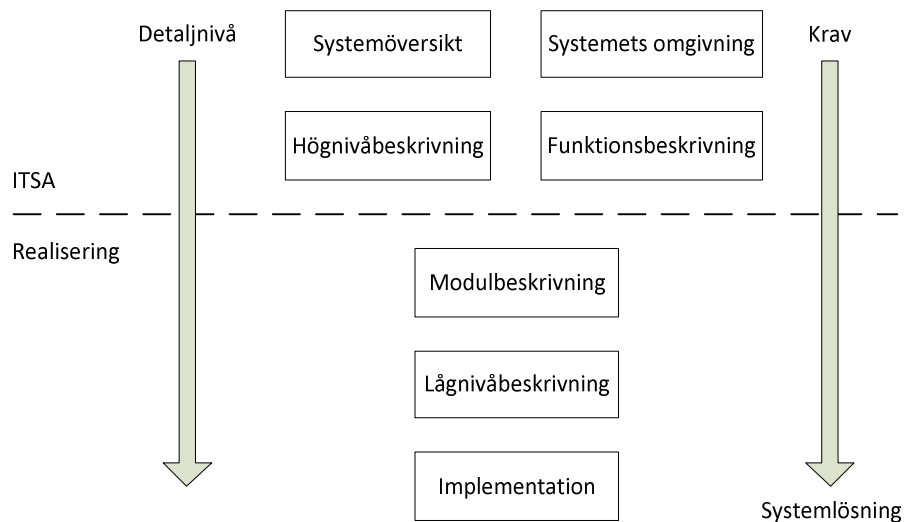 Detaljnivå
Systemöversikt
Systemets omgivning
Krav
Högnivåbeskrivning
Funktionsbeskrivning
ITSA
Realisering
Modulbeskrivning
Lågnivåbeskrivning
Implementation
Systemlösning